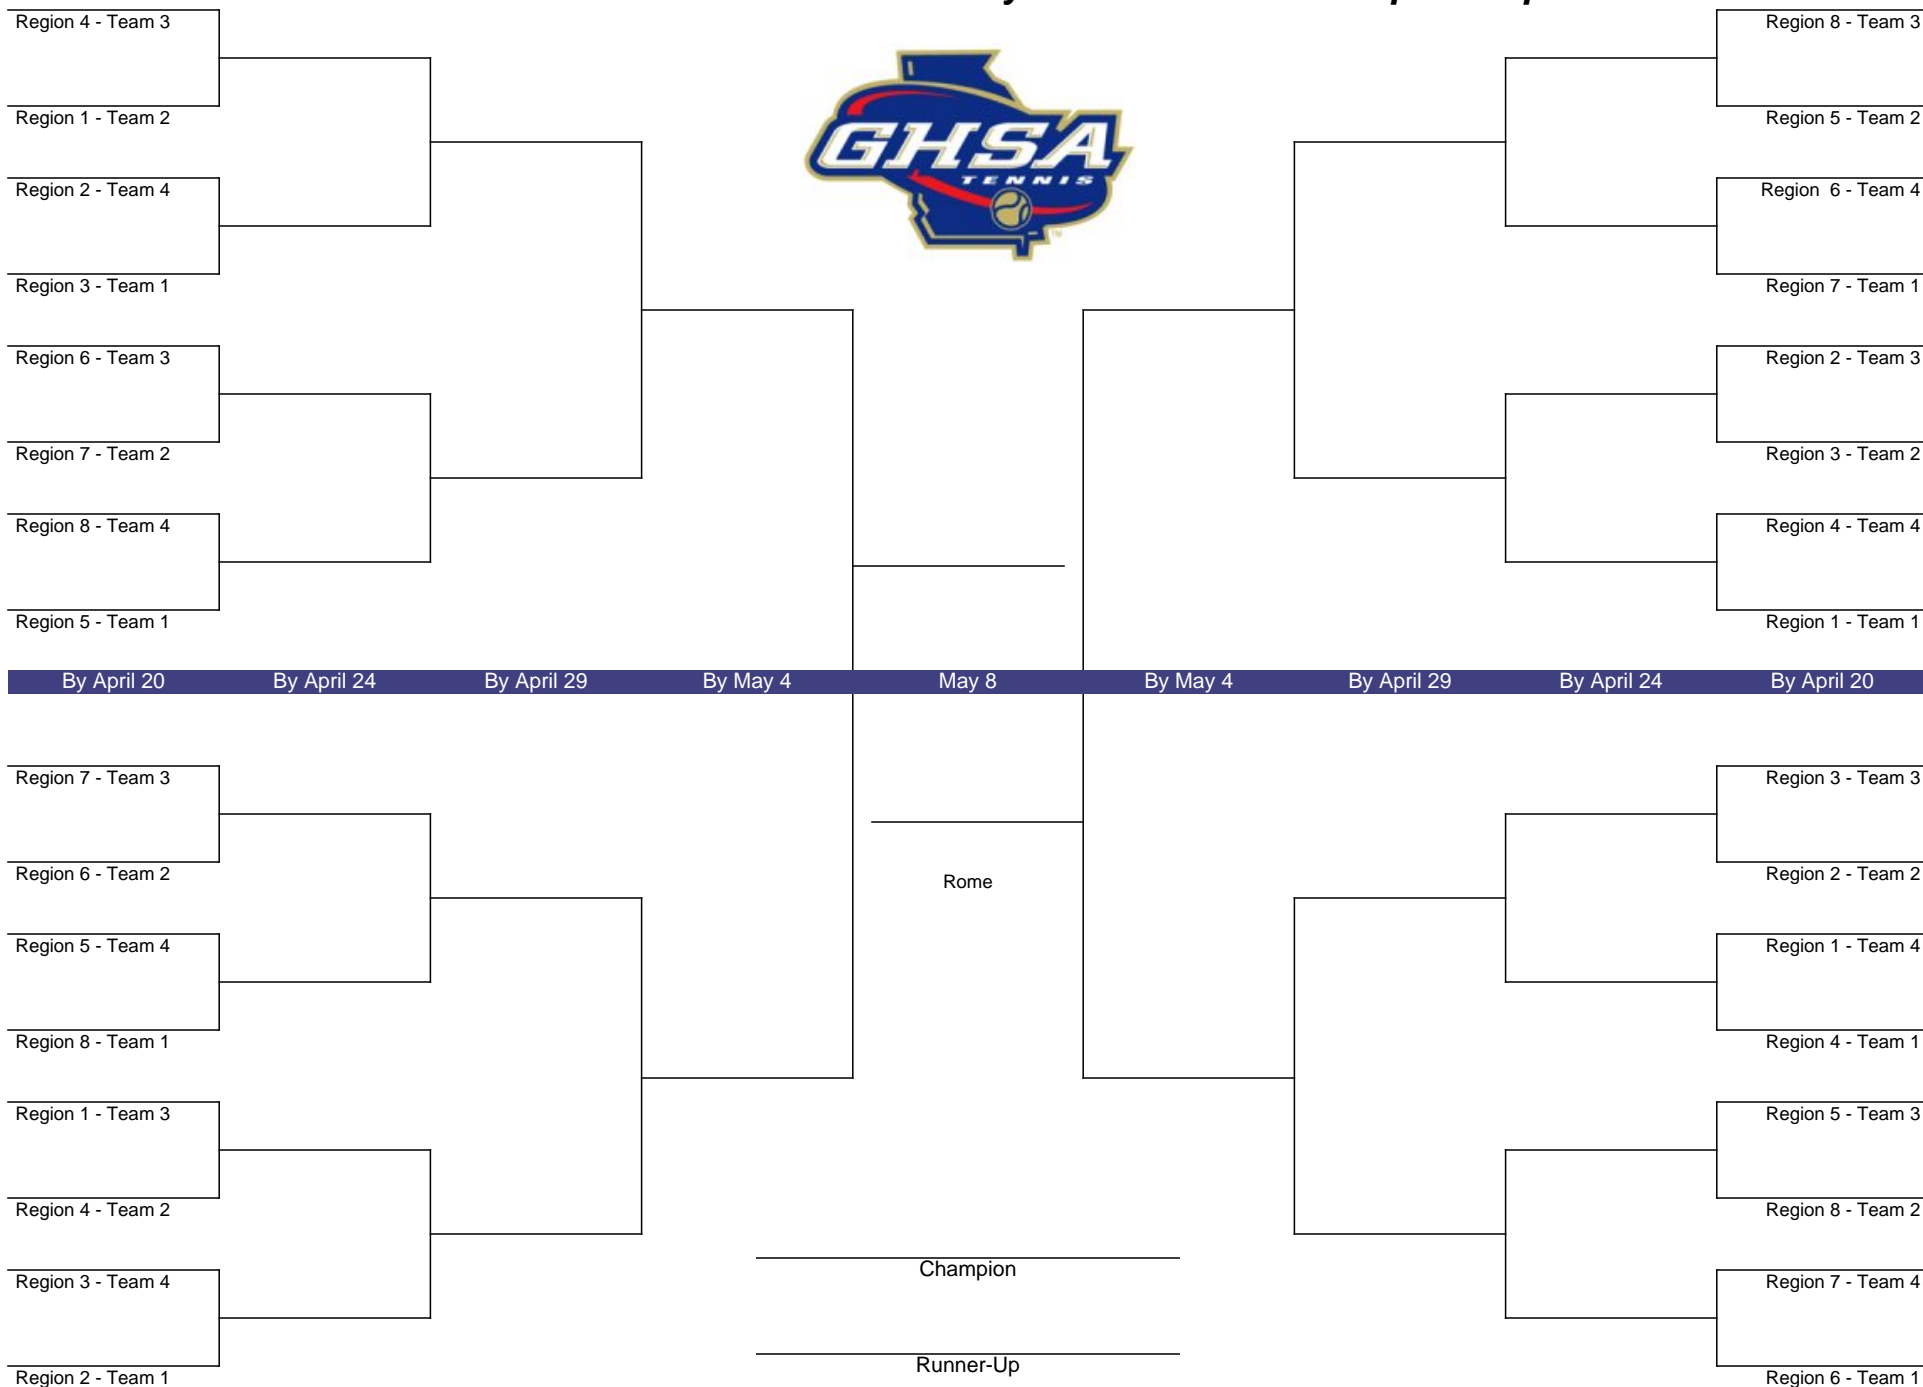 Region 4 - Team 3
Region 8 - Team 3
GHSA
TENNIS
TM
Region 1 - Team 2
Region 5 - Team 2
Region 2 - Team 4
Region  6 - Team 4
Region 3 - Team 1
Region 7 - Team 1
Region 6 - Team 3
Region 2 - Team 3
Region 7 - Team 2
Region 3 - Team 2
Region 8 - Team 4
Region 4 - Team 4
Region 5 - Team 1
Region 1 - Team 1
By April 20 By April 24 By April 29 By May 4 May 8 By May 4 By April 29 By April 24 By April 20
Region 7 - Team 3
Region 3 - Team 3
Region 6 - Team 2
Rome
Region 2 - Team 2
Region 5 - Team 4
Region 1 - Team 4
Region 8 - Team 1
Region 4 - Team 1
Region 1 - Team 3
Region 5 - Team 3
Region 4 - Team 2
Region 8 - Team 2
Champion
Region 3 - Team 4
Region 7 - Team 4
Runner-Up
Region 2 - Team 1
Region 6 - Team 1